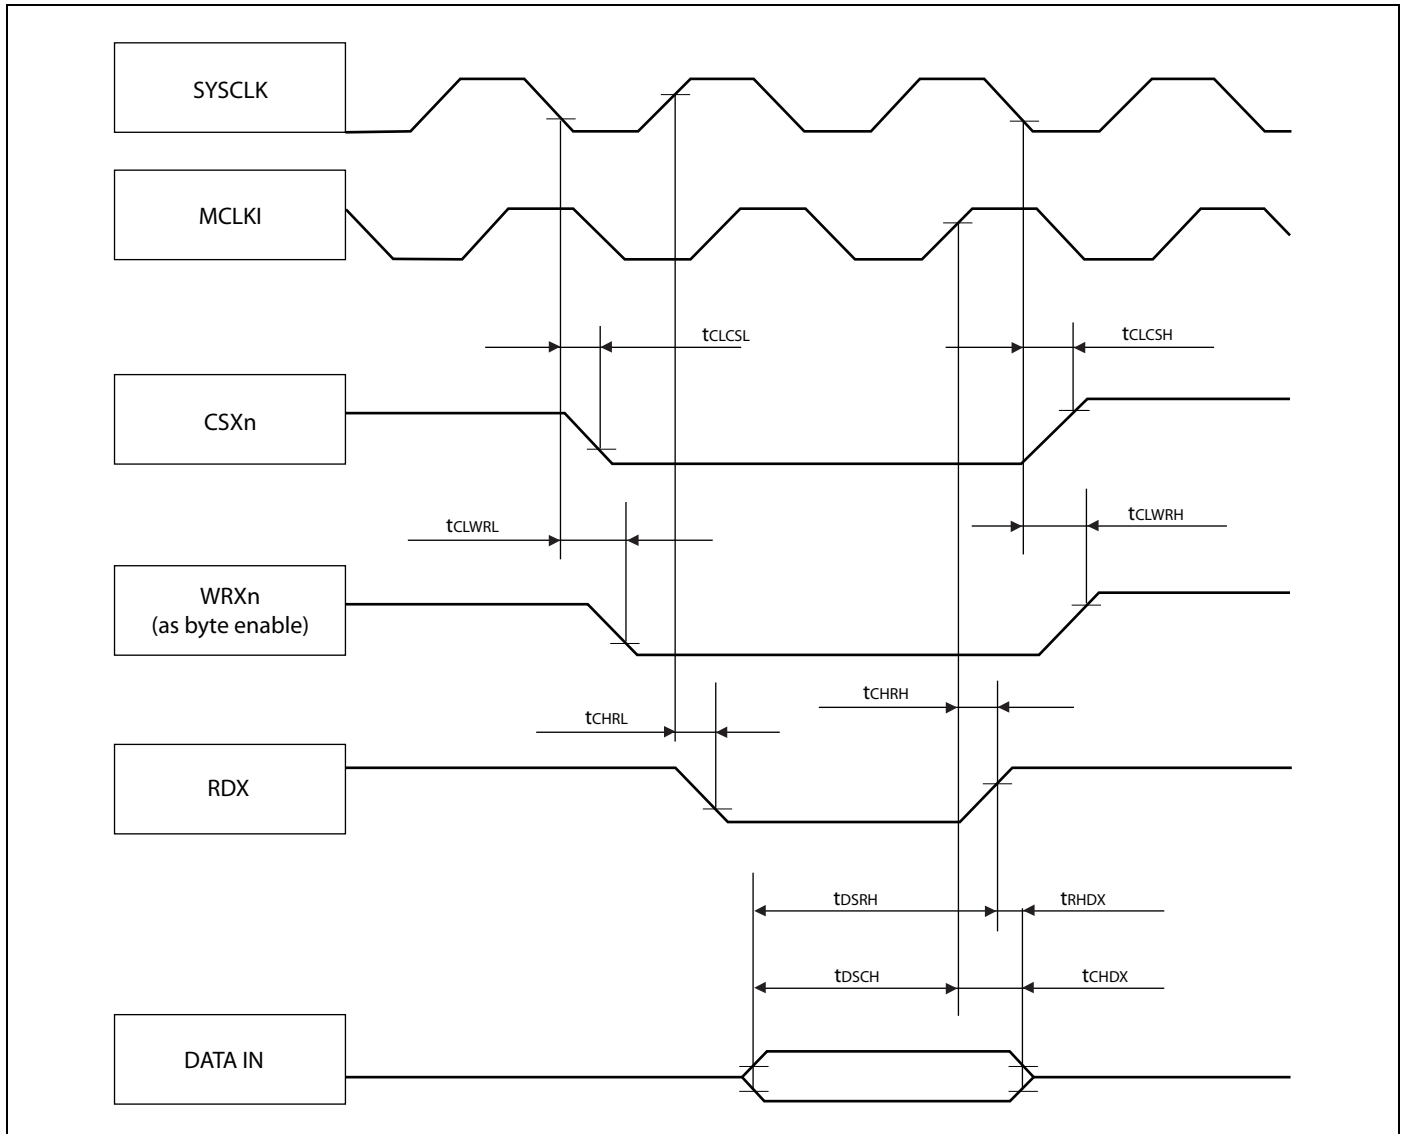 SYSCLK
MCLKI
tCLCSL
tCLCSH
CSXn
tCLWRL
tCLWRH
WRXn
(as byte enable)
tCHRH
tCHRL
RDX
tDSRH
tRHDX
tDSCH
tCHDX
DATA IN